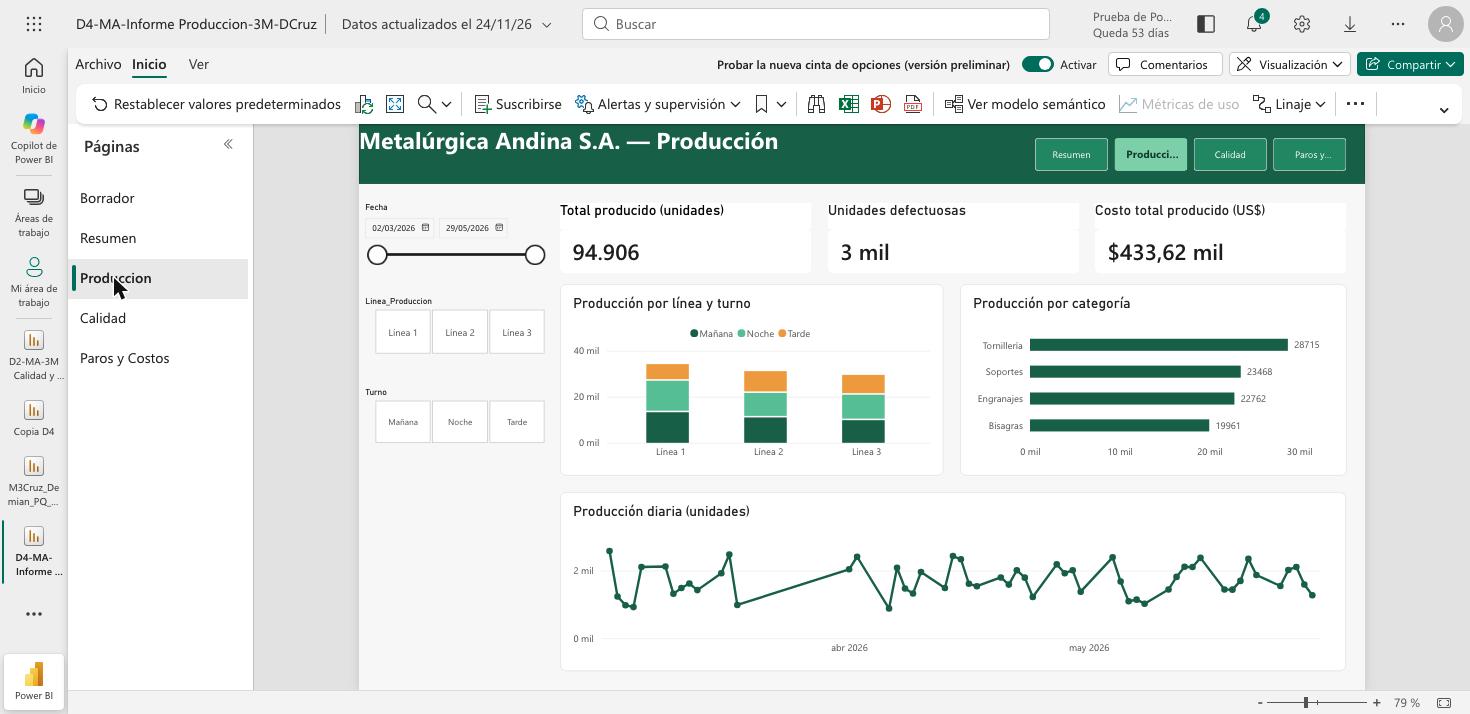 D4-MA-Informe Produccion-3M-DCruz
Datos actualizados el 24/11/26
Buscar
Prueba de Po...
Queda 53 días
4
Archivo
Inicio
Ver
Probar la nueva cinta de opciones (versión preliminar)
Activar
Comentarios
Visualización
Compartir
Restablecer valores predeterminados
Suscribirse
Alertas y supervisión
Ver modelo semántico
Métricas de uso
Linaje
Inicio
Copilot de
Power BI
Áreas de
trabajo
Mi área de
trabajo
D2-MA-3M
Calidad y ...
Copia D4
M3Cruz_De
mian_PQ_...
D4-MA-
Informe ...
Power BI
Páginas
Borrador
Resumen
Produccion
Calidad
Paros y Costos
Metalúrgica Andina S.A. — Producción
Resumen
Producci...
Calidad
Paros y...
Fecha
02/03/2026
29/05/2026
Linea_Produccion
Línea 1
Línea 2
Línea 3
Turno
Mañana
Noche
Tarde
Total producido (unidades)
94.906
Unidades defectuosas
3 mil
Costo total producido (US$)
$433,62 mil
Producción por línea y turno
Mañana
Noche
Tarde
40 mil
20 mil
0 mil
Línea 1
Línea 2
Línea 3
Producción por categoría
Tornillería
28715
Soportes
23468
Engranajes
22762
Bisagras
19961
0 mil
10 mil
20 mil
30 mil
Producción diaria (unidades)
2 mil
0 mil
abr 2026
may 2026
79 %